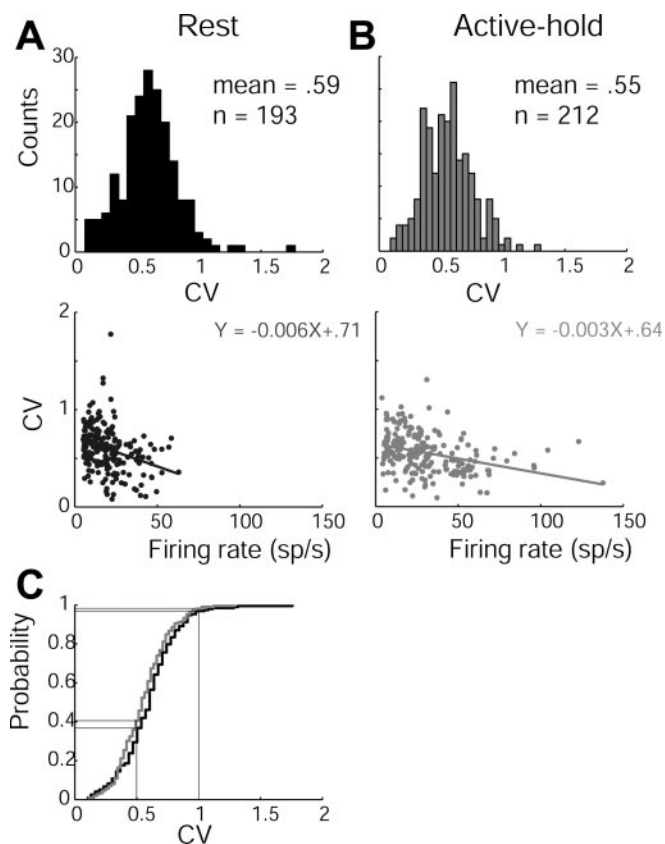 A Rest
B Active-hold
30
20
10
0
Counts
mean = .59
n = 193
0 0.5 1 1.5 2
CV
mean = .55
n = 212
0 0.5 1 1.5 2
CV
2
1
0
CV
Y = -0.006X+.71
0 50 100 150
Firing rate (sp/s)
Y = -0.003X+.64
0 50 100 150
Firing rate (sp/s)
C
1
0.8
0.6
0.4
0.2
0
Probability
0 0.5 1 1.5 2
CV